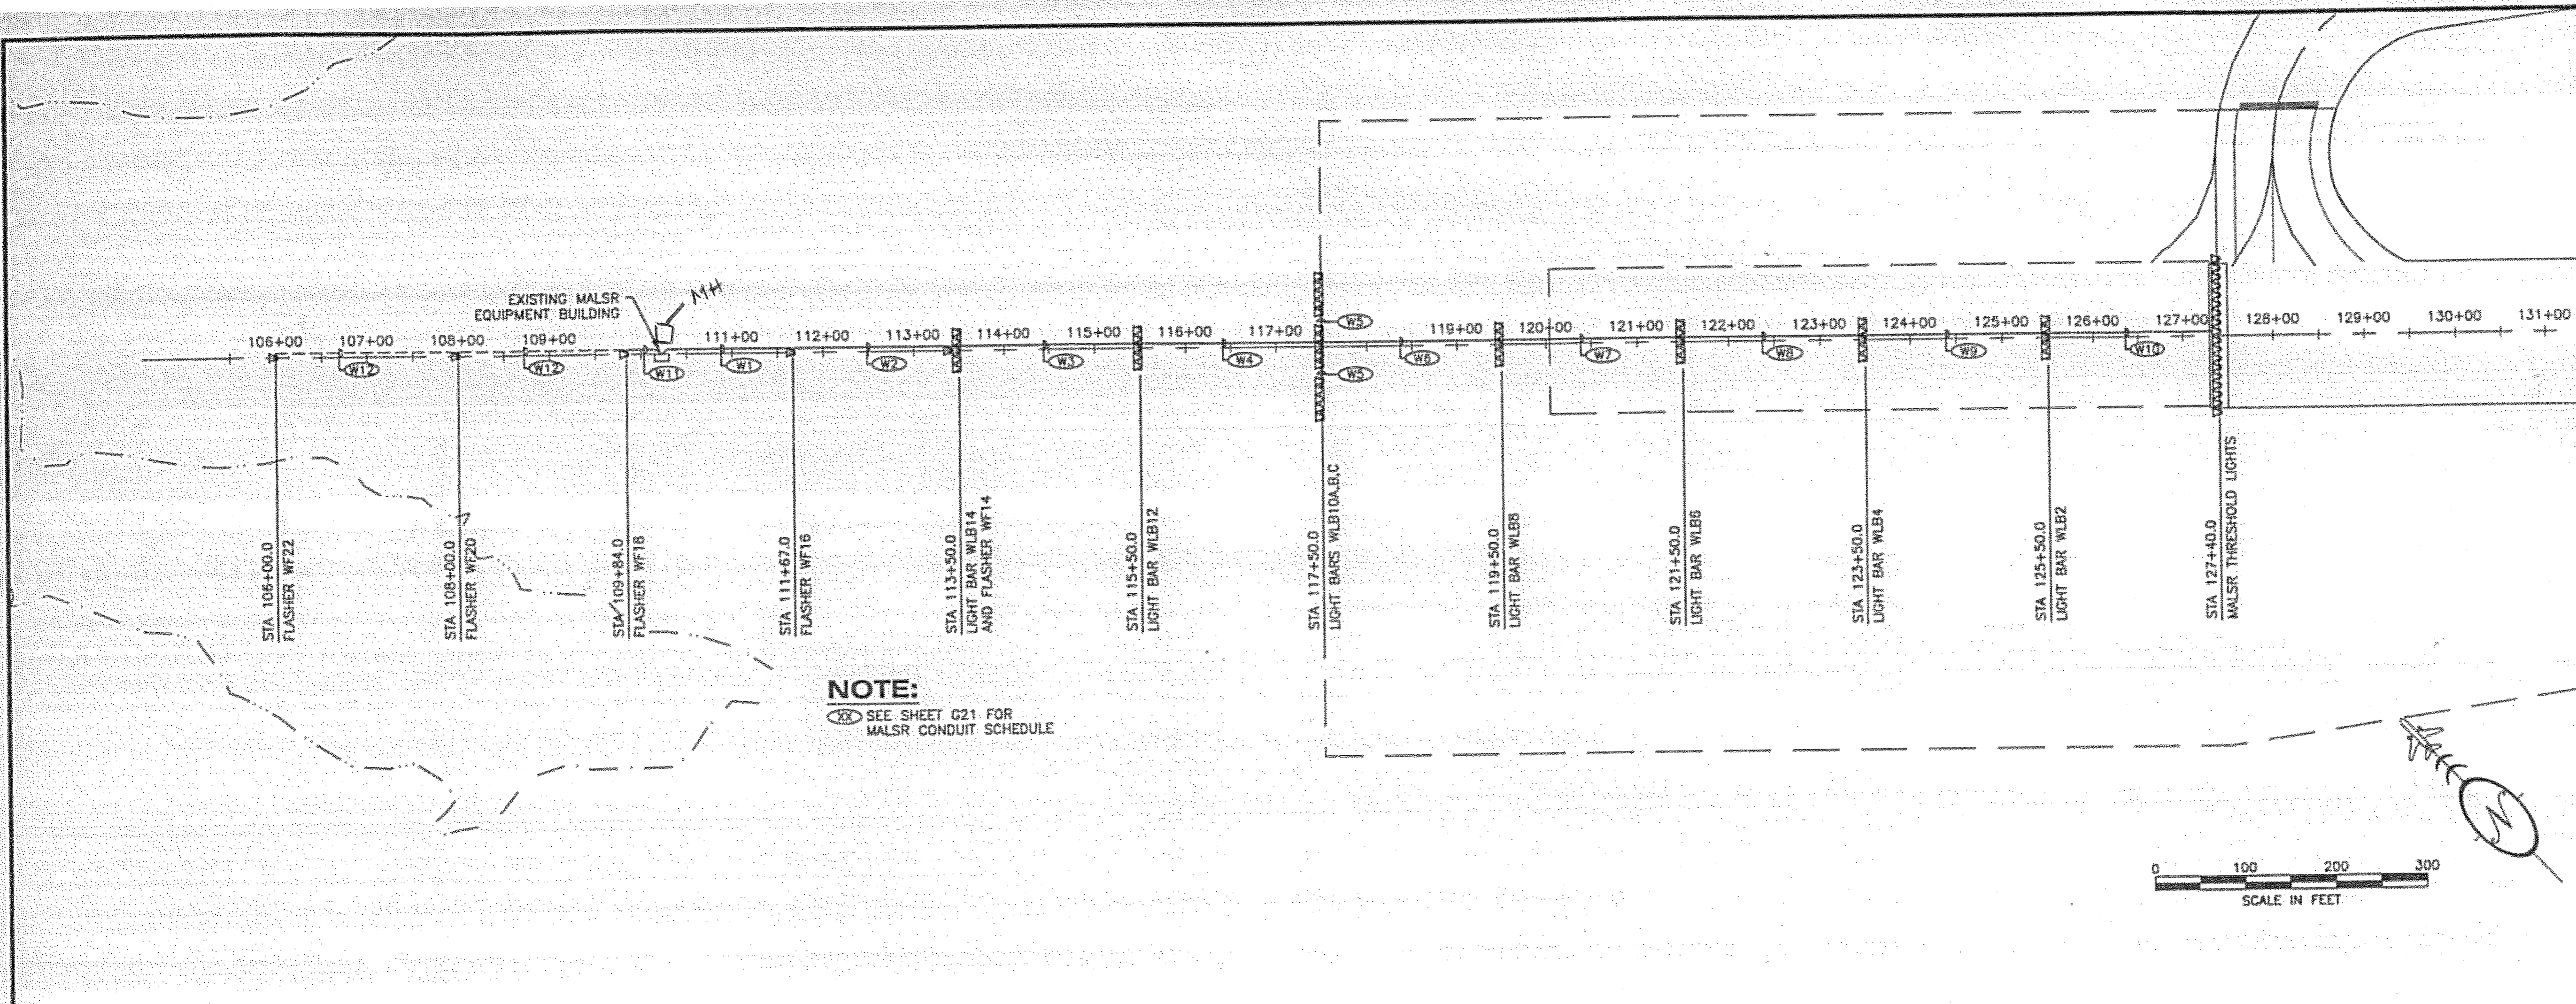 EXISTING MALSR
EQUIPMENT BUILDING
MH
106+00 107+00 108+00 109+00 111+00 112+00 113+00 114+00 115+00 116+00 117+00 119+00 120+00 121+00 122+00 123+00 124+00 125+00 126+00 127+00 128+00 129+00 130+00 131+00
W12 W12 W11 W1 W2 W3 W4 W5 W5 W6 W7 W8 W9 W10
STA 106+00.0
FLASHER WF22
STA 108+00.0
FLASHER WF20
STA 109+84.0
FLASHER WF18
STA 111+67.0
FLASHER WF16
STA 113+50.0
LIGHT BAR WLB14
AND FLASHER WF14
STA 115+50.0
LIGHT BAR WLB12
STA 117+50.0
LIGHT BARS WLB10A,B,C
STA 119+50.0
LIGHT BAR WLB8
STA 121+50.0
LIGHT BAR WLB6
STA 123+50.0
LIGHT BAR WLB4
STA 125+50.0
LIGHT BAR WLB2
STA 127+40.0
MALSR THRESHOLD LIGHTS
NOTE:
XX SEE SHEET G21 FOR
MALSR CONDUIT SCHEDULE
N
0 100 200 300
SCALE IN FEET